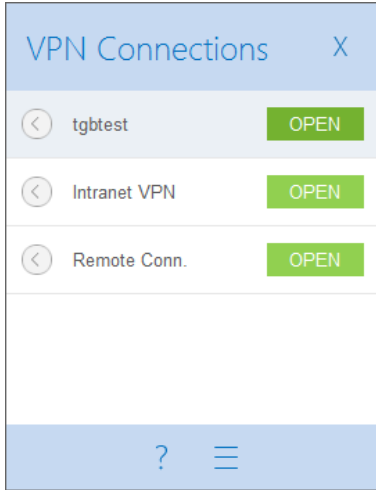 VPN Connections X
tgbtest OPEN
Intranet VPN OPEN
Remote Conn. OPEN
?